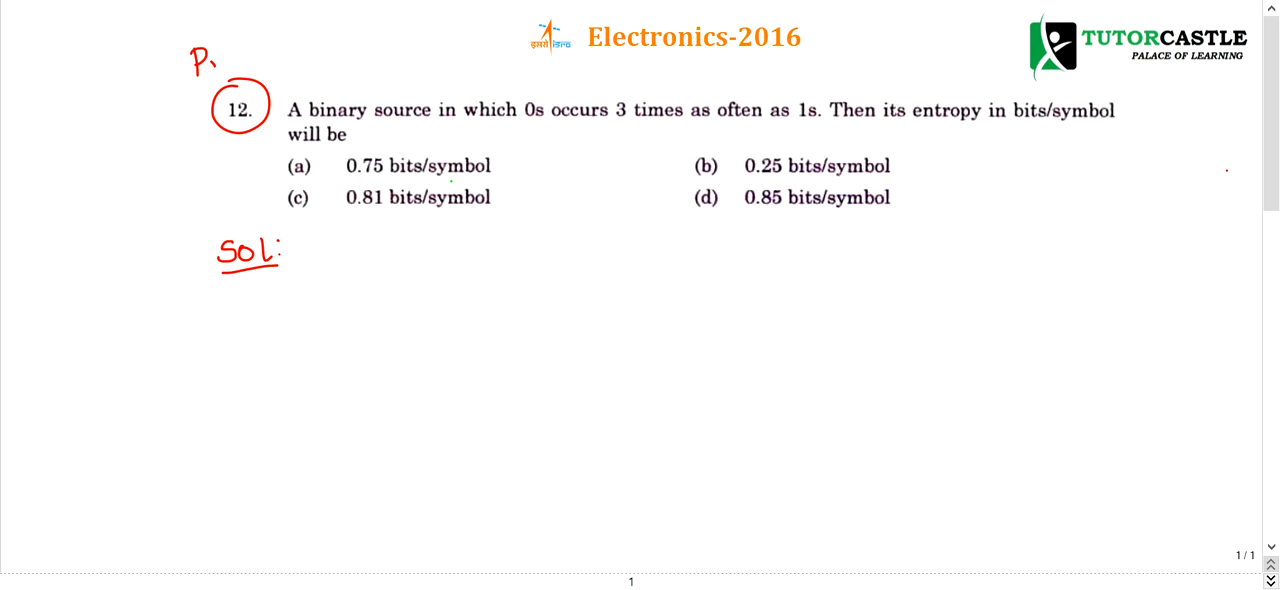 इसरो isro Electronics-2016
TUTORCASTLE
PALACE OF LEARNING
P.
12. A binary source in which 0s occurs 3 times as often as 1s. Then its entropy in bits/symbol
will be
(a) 0.75 bits/symbol (b) 0.25 bits/symbol
(c) 0.81 bits/symbol (d) 0.85 bits/symbol
SOL:
1 / 1
1